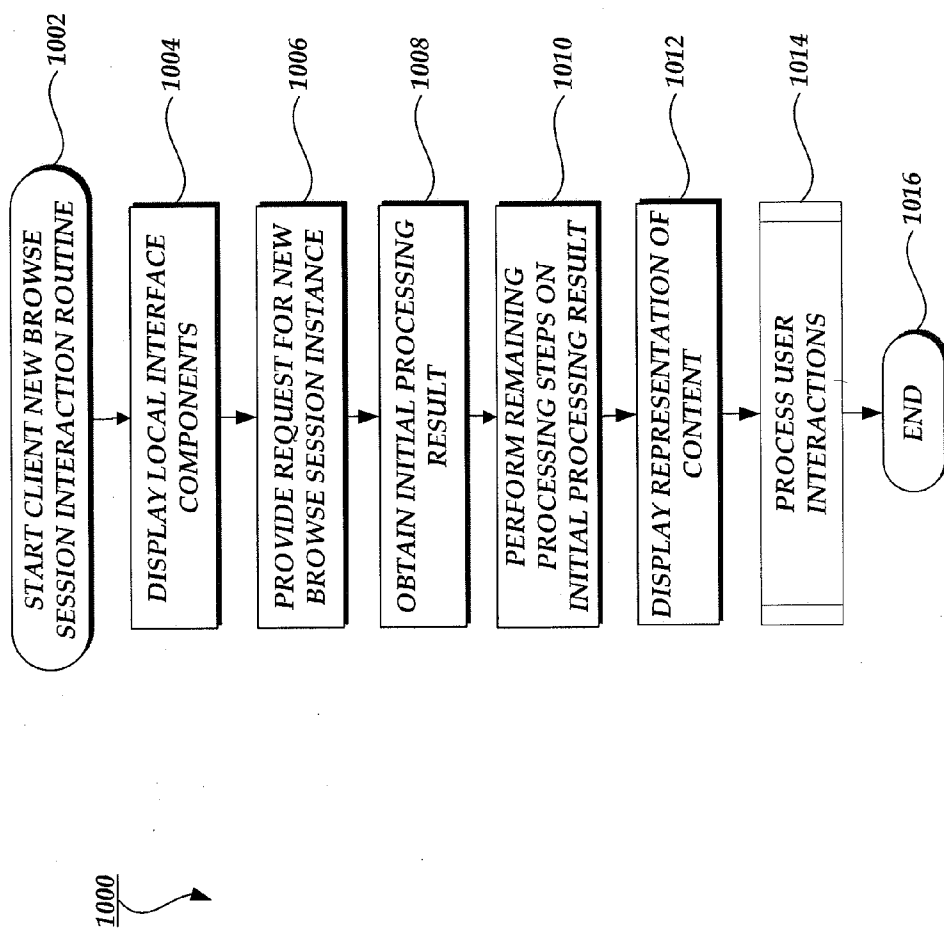 1000
START CLIENT NEW BROWSE
SESSION INTERACTION ROUTINE
1002
DISPLAY LOCAL INTERFACE
COMPONENTS
1004
PROVIDE REQUEST FOR NEW
BROWSE SESSION INSTANCE
1006
OBTAIN INITIAL PROCESSING
RESULT
1008
PERFORM REMAINING
PROCESSING STEPS ON
INITIAL PROCESSING RESULT
1010
DISPLAY REPRESENTATION OF
CONTENT
1012
PROCESS USER
INTERACTIONS
1014
END
1016